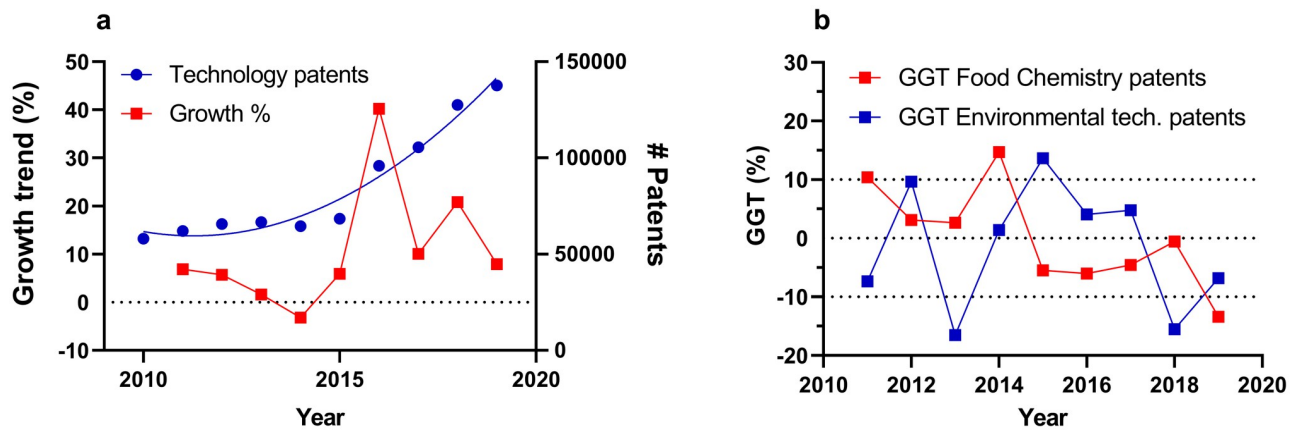 a
Growth trend (%)
50
40
30
20
10
0
-10
Technology patents
Growth %
150000
100000
50000
0
# Patents
2010
2015
2020
Year
b
GGT (%)
30
20
10
0
-10
-20
GGT Food Chemistry patents
GGT Environmental tech. patents
2010
2012
2014
2016
2018
2020
Year